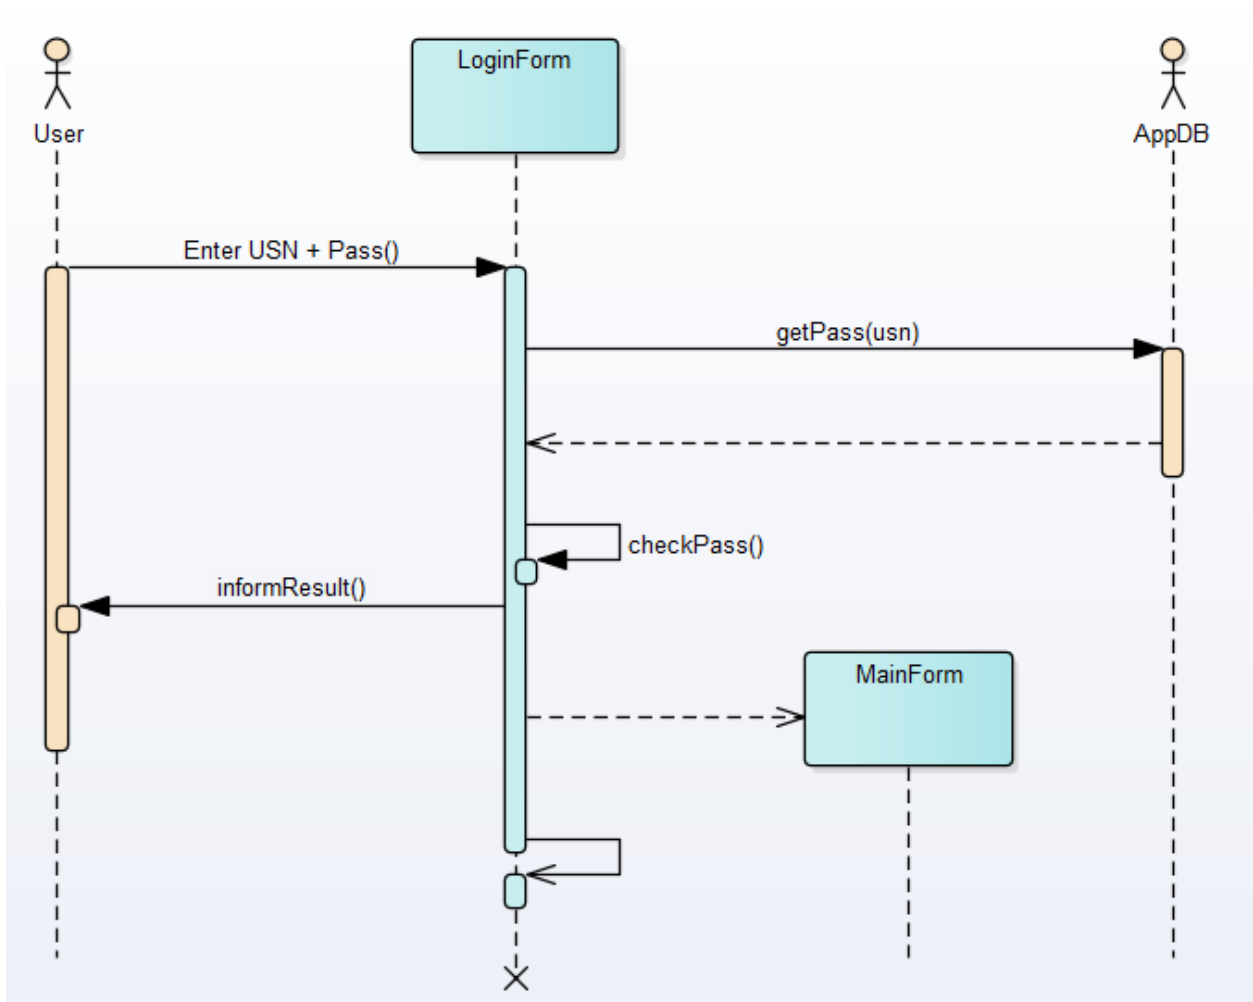 LoginForm
User
AppDB
Enter USN + Pass()
getPass(usn)
checkPass()
informResult()
MainForm